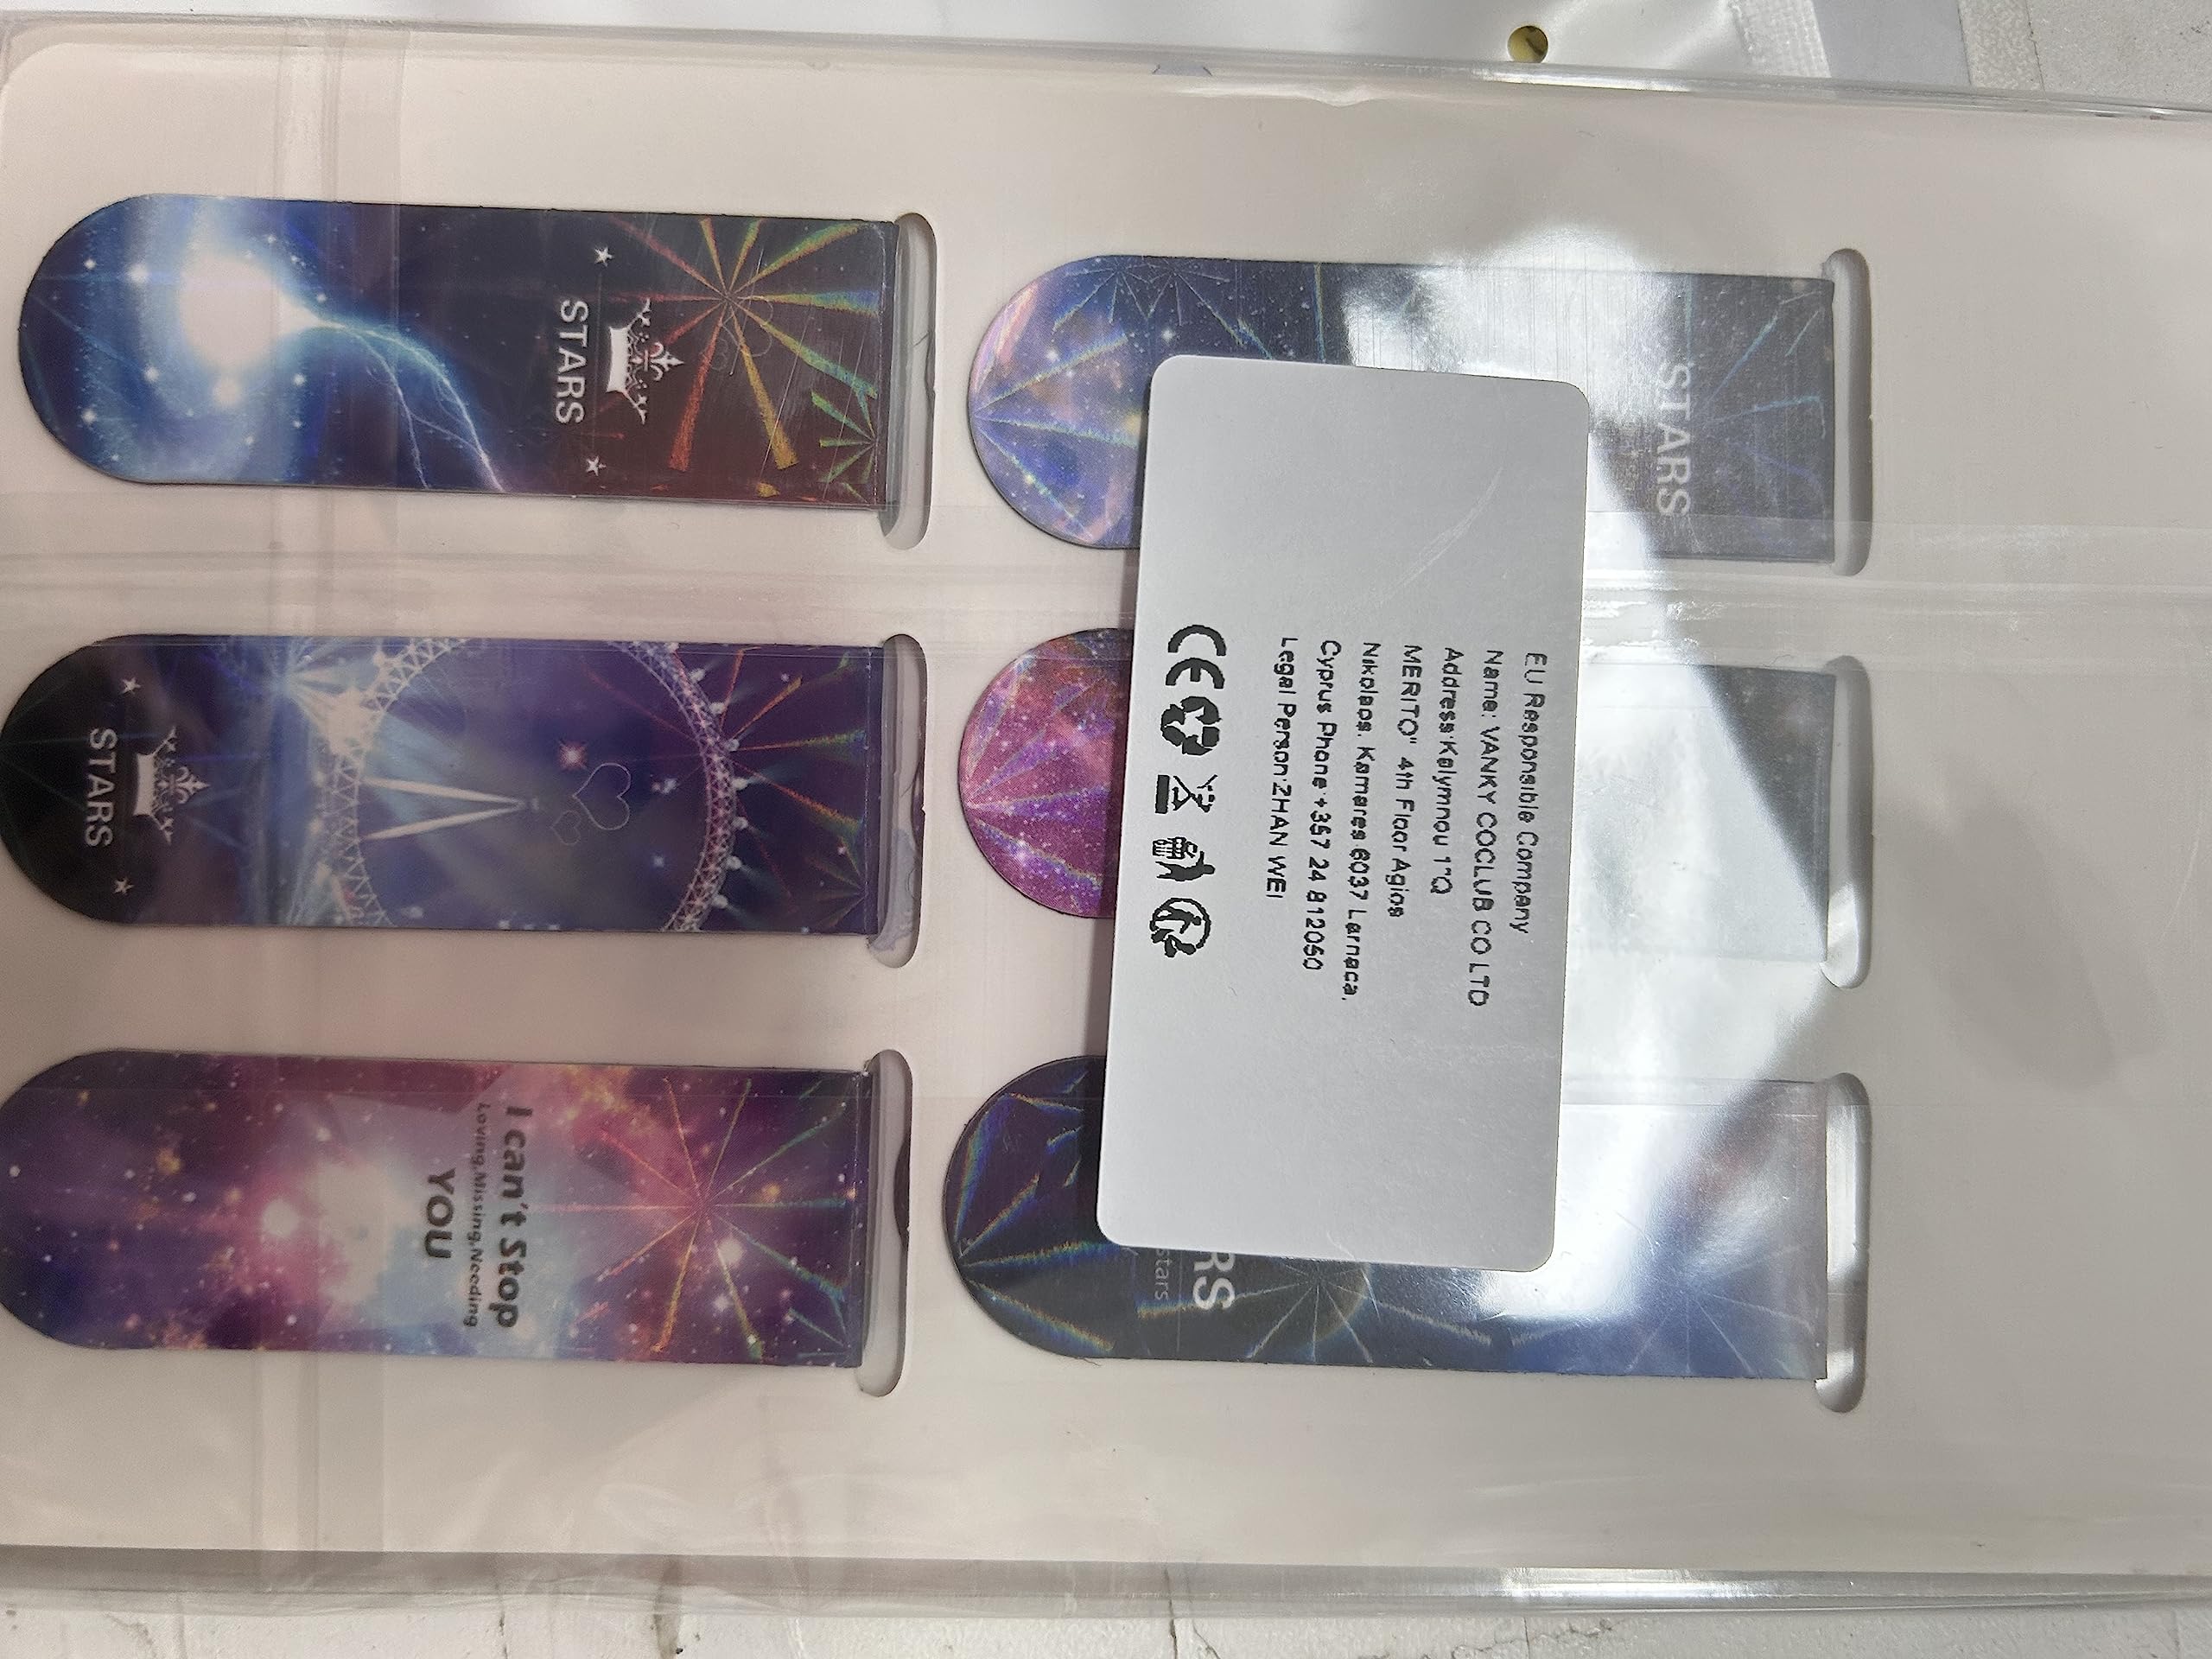 STARS
STARS
I can't Stop
Loving.Missing.Needing
YOU
STARS
RS
stars
EU Responsible Company
Name: VANKY COCLUB CO LTD
Address:Kalymnou 1"Q
MERITO" 4th Floor Agios
Nikolaos. Kamares 6037 Larnaca,
Cyprus Phone +357 24 812050
Legal Person:ZHAN WEI
CE